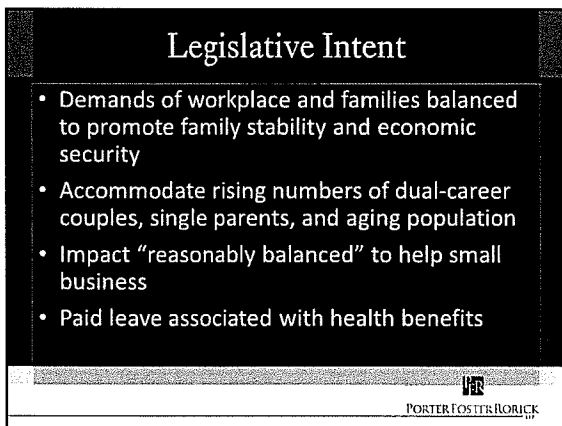 Legislative Intent
• Demands of workplace and families balanced
to promote family stability and economic
security
• Accommodate rising numbers of dual-career
couples, single parents, and aging population
• Impact “reasonably balanced” to help small
business
• Paid leave associated with health benefits
PFR
PORTER FOSTER RORICK
LLP